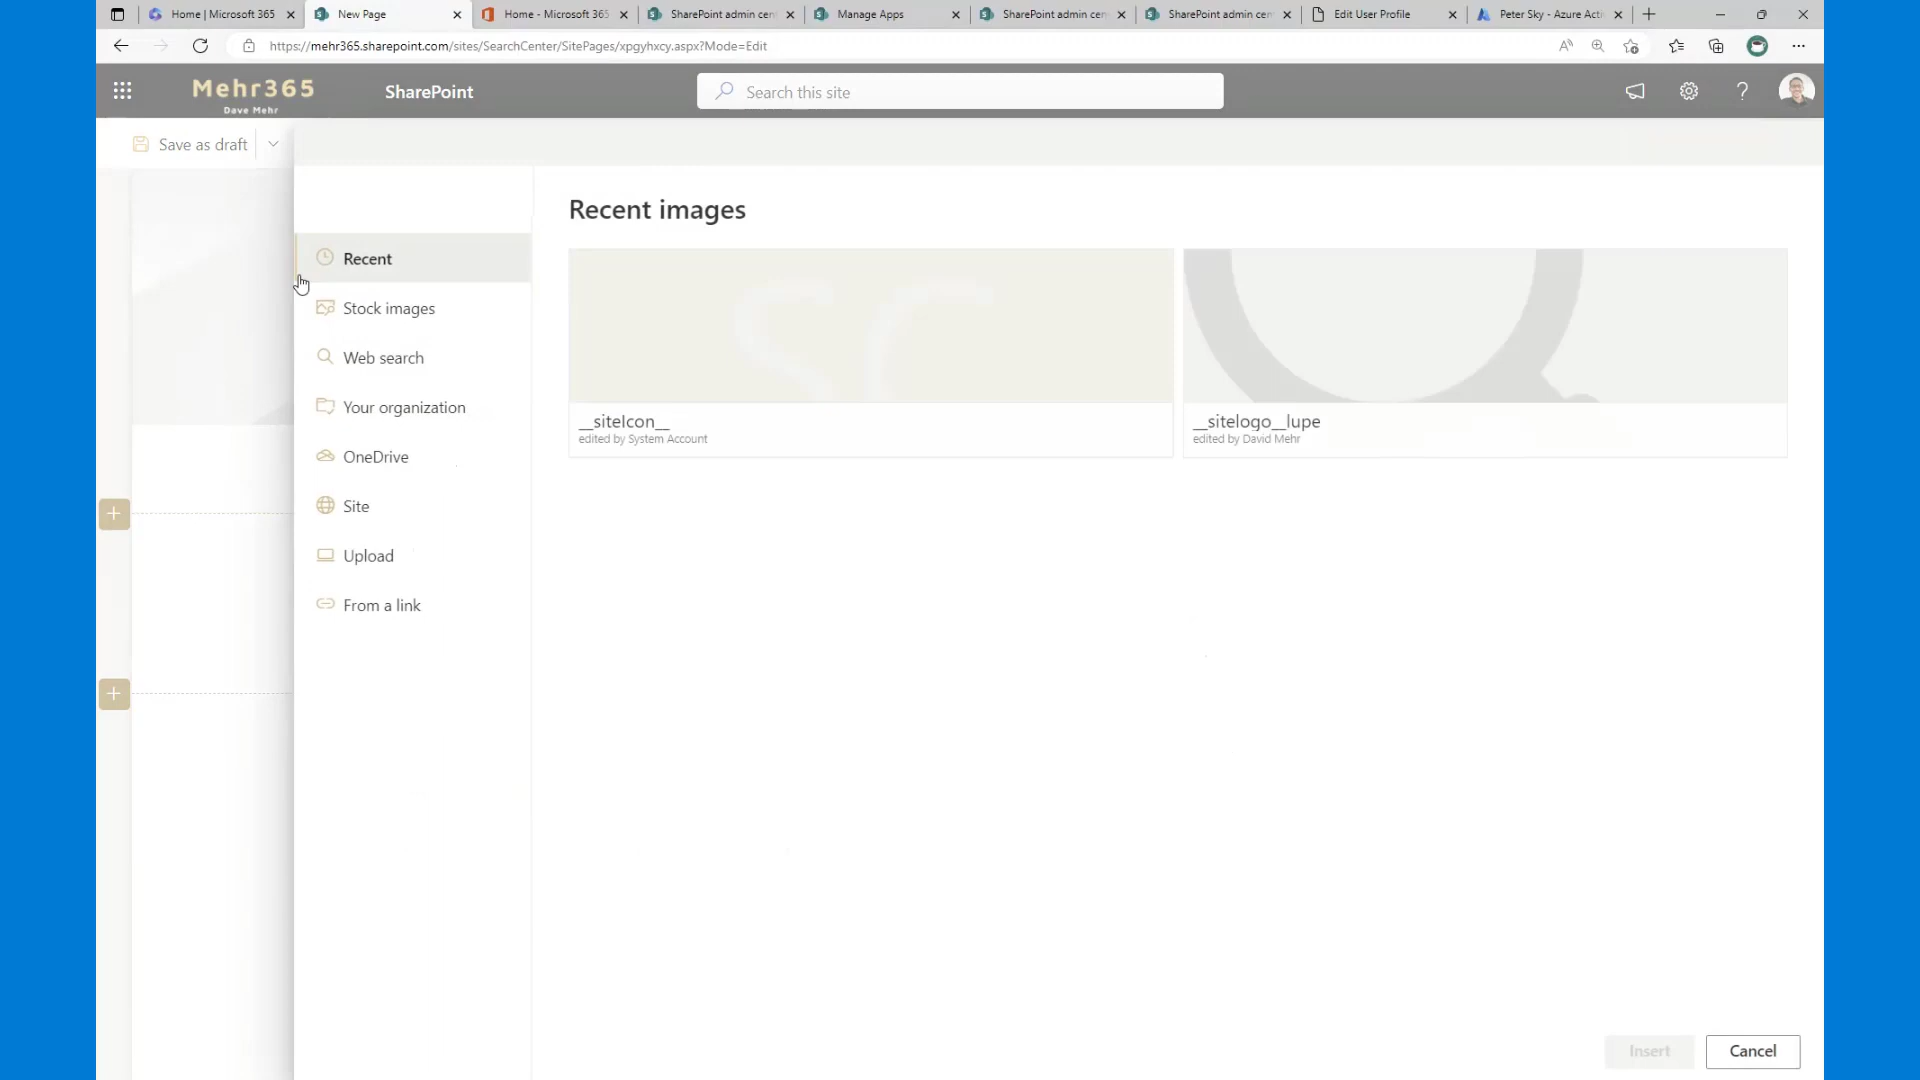 Home | Microsoft 365
New Page
Home - Microsoft 365
SharePoint admin cent
Manage Apps
SharePoint admin cen
SharePoint admin cen
Edit User Profile
Peter Sky - Azure Acti
https://mehr365.sharepoint.com/sites/SearchCenter/SitePages/xpgyhxcy.aspx?Mode=Edit
Mehr365
Dave Mehr
SharePoint
Search this site
Save as draft
Recent images
Recent
Stock images
Web search
Your organization
OneDrive
Site
Upload
From a link
SC
__siteIcon__
edited by System Account
__sitelogo__lupe
edited by David Mehr
Insert
Cancel